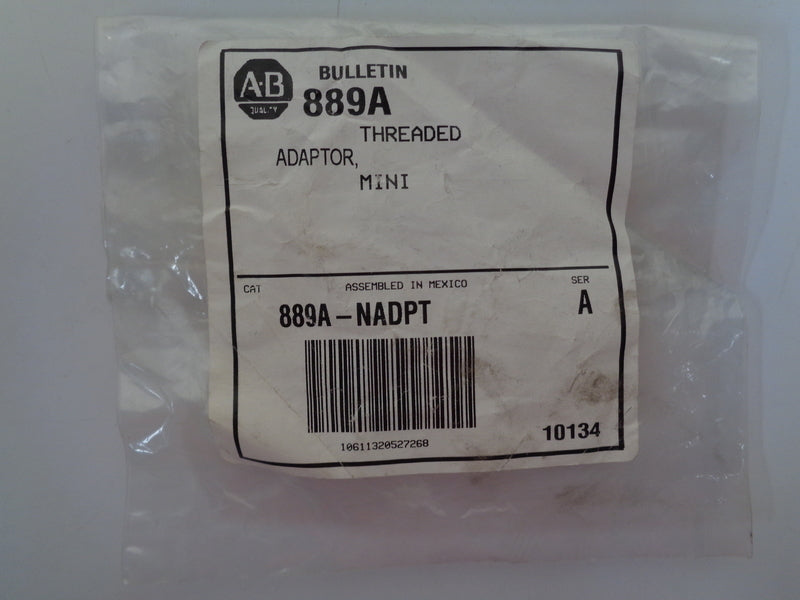 A-B
QUALITY
BULLETIN
889A
THREADED
ADAPTOR,
MINI
CAT
ASSEMBLED IN MEXICO
SER
889A-NADPT
A
10611320527268
10134